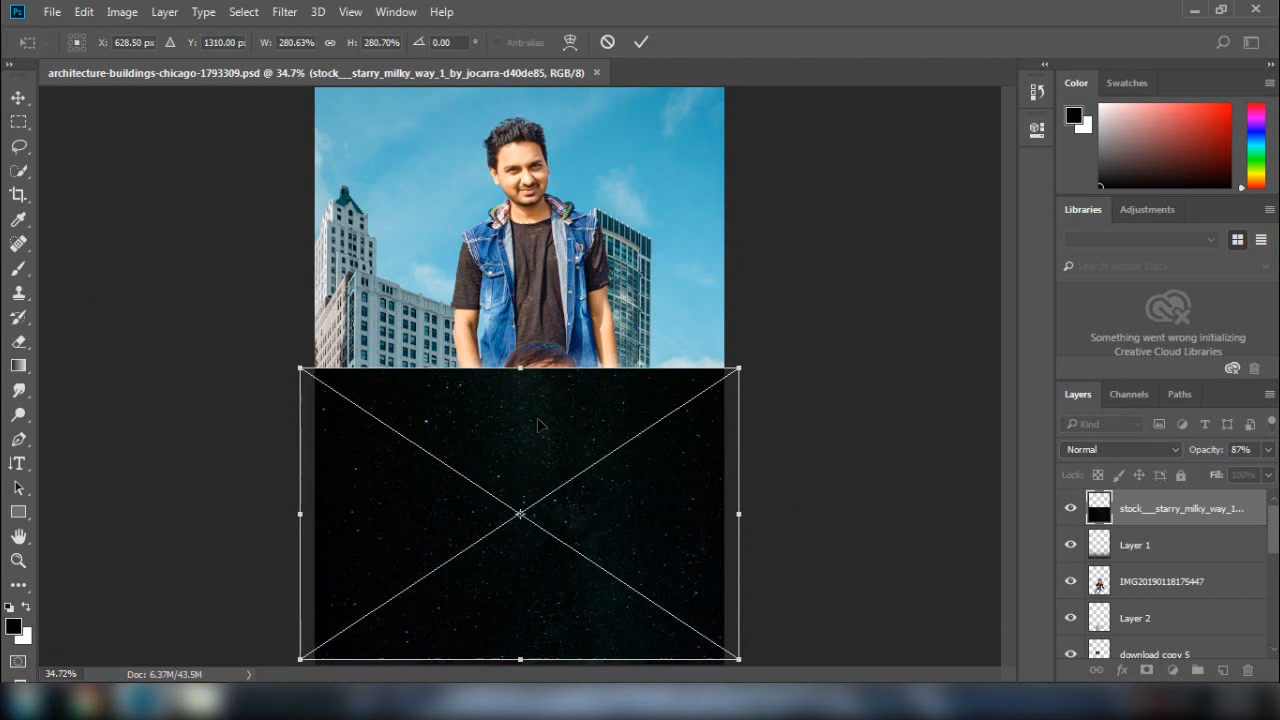 Ps File Edit Image Layer Type Select Filter 3D View Window Help
X: 628.50 px Y: 1310.00 px W: 280.63% H: 280.70% 0.00 ° Anti-alias
architecture-buildings-chicago-1793309.psd @ 34.7% (stock___starry_milky_way_1_by_jocarra-d40de85, RGB/8) ×
Color Swatches
Libraries Adjustments
Search Adobe Stock
Something went wrong initializing
Creative Cloud Libraries
Layers Channels Paths
Kind
Normal Opacity: 87%
Locks: Fill: 100%
stock___starry_milky_way_1...
Layer 1
IMG20190118175447
Layer 2
download copy 5
34.72% Doc: 6.37M/43.5M